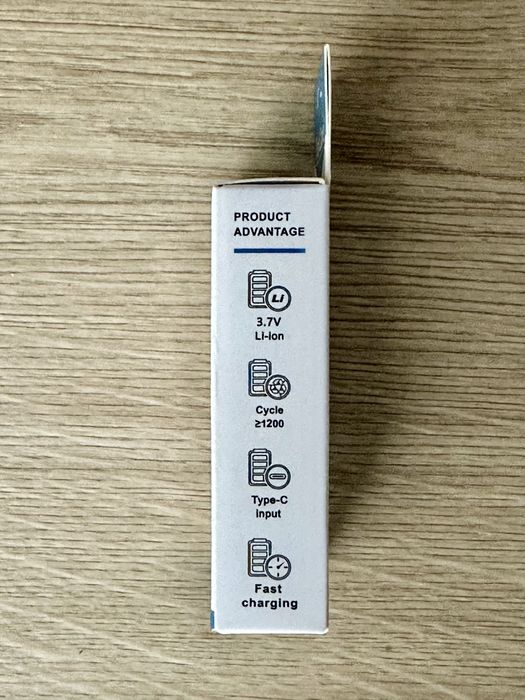 PRODUCT
ADVANTAGE
Li
3.7V
Li-ion
Cycle
≥1200
Type-C
input
Fast
charging